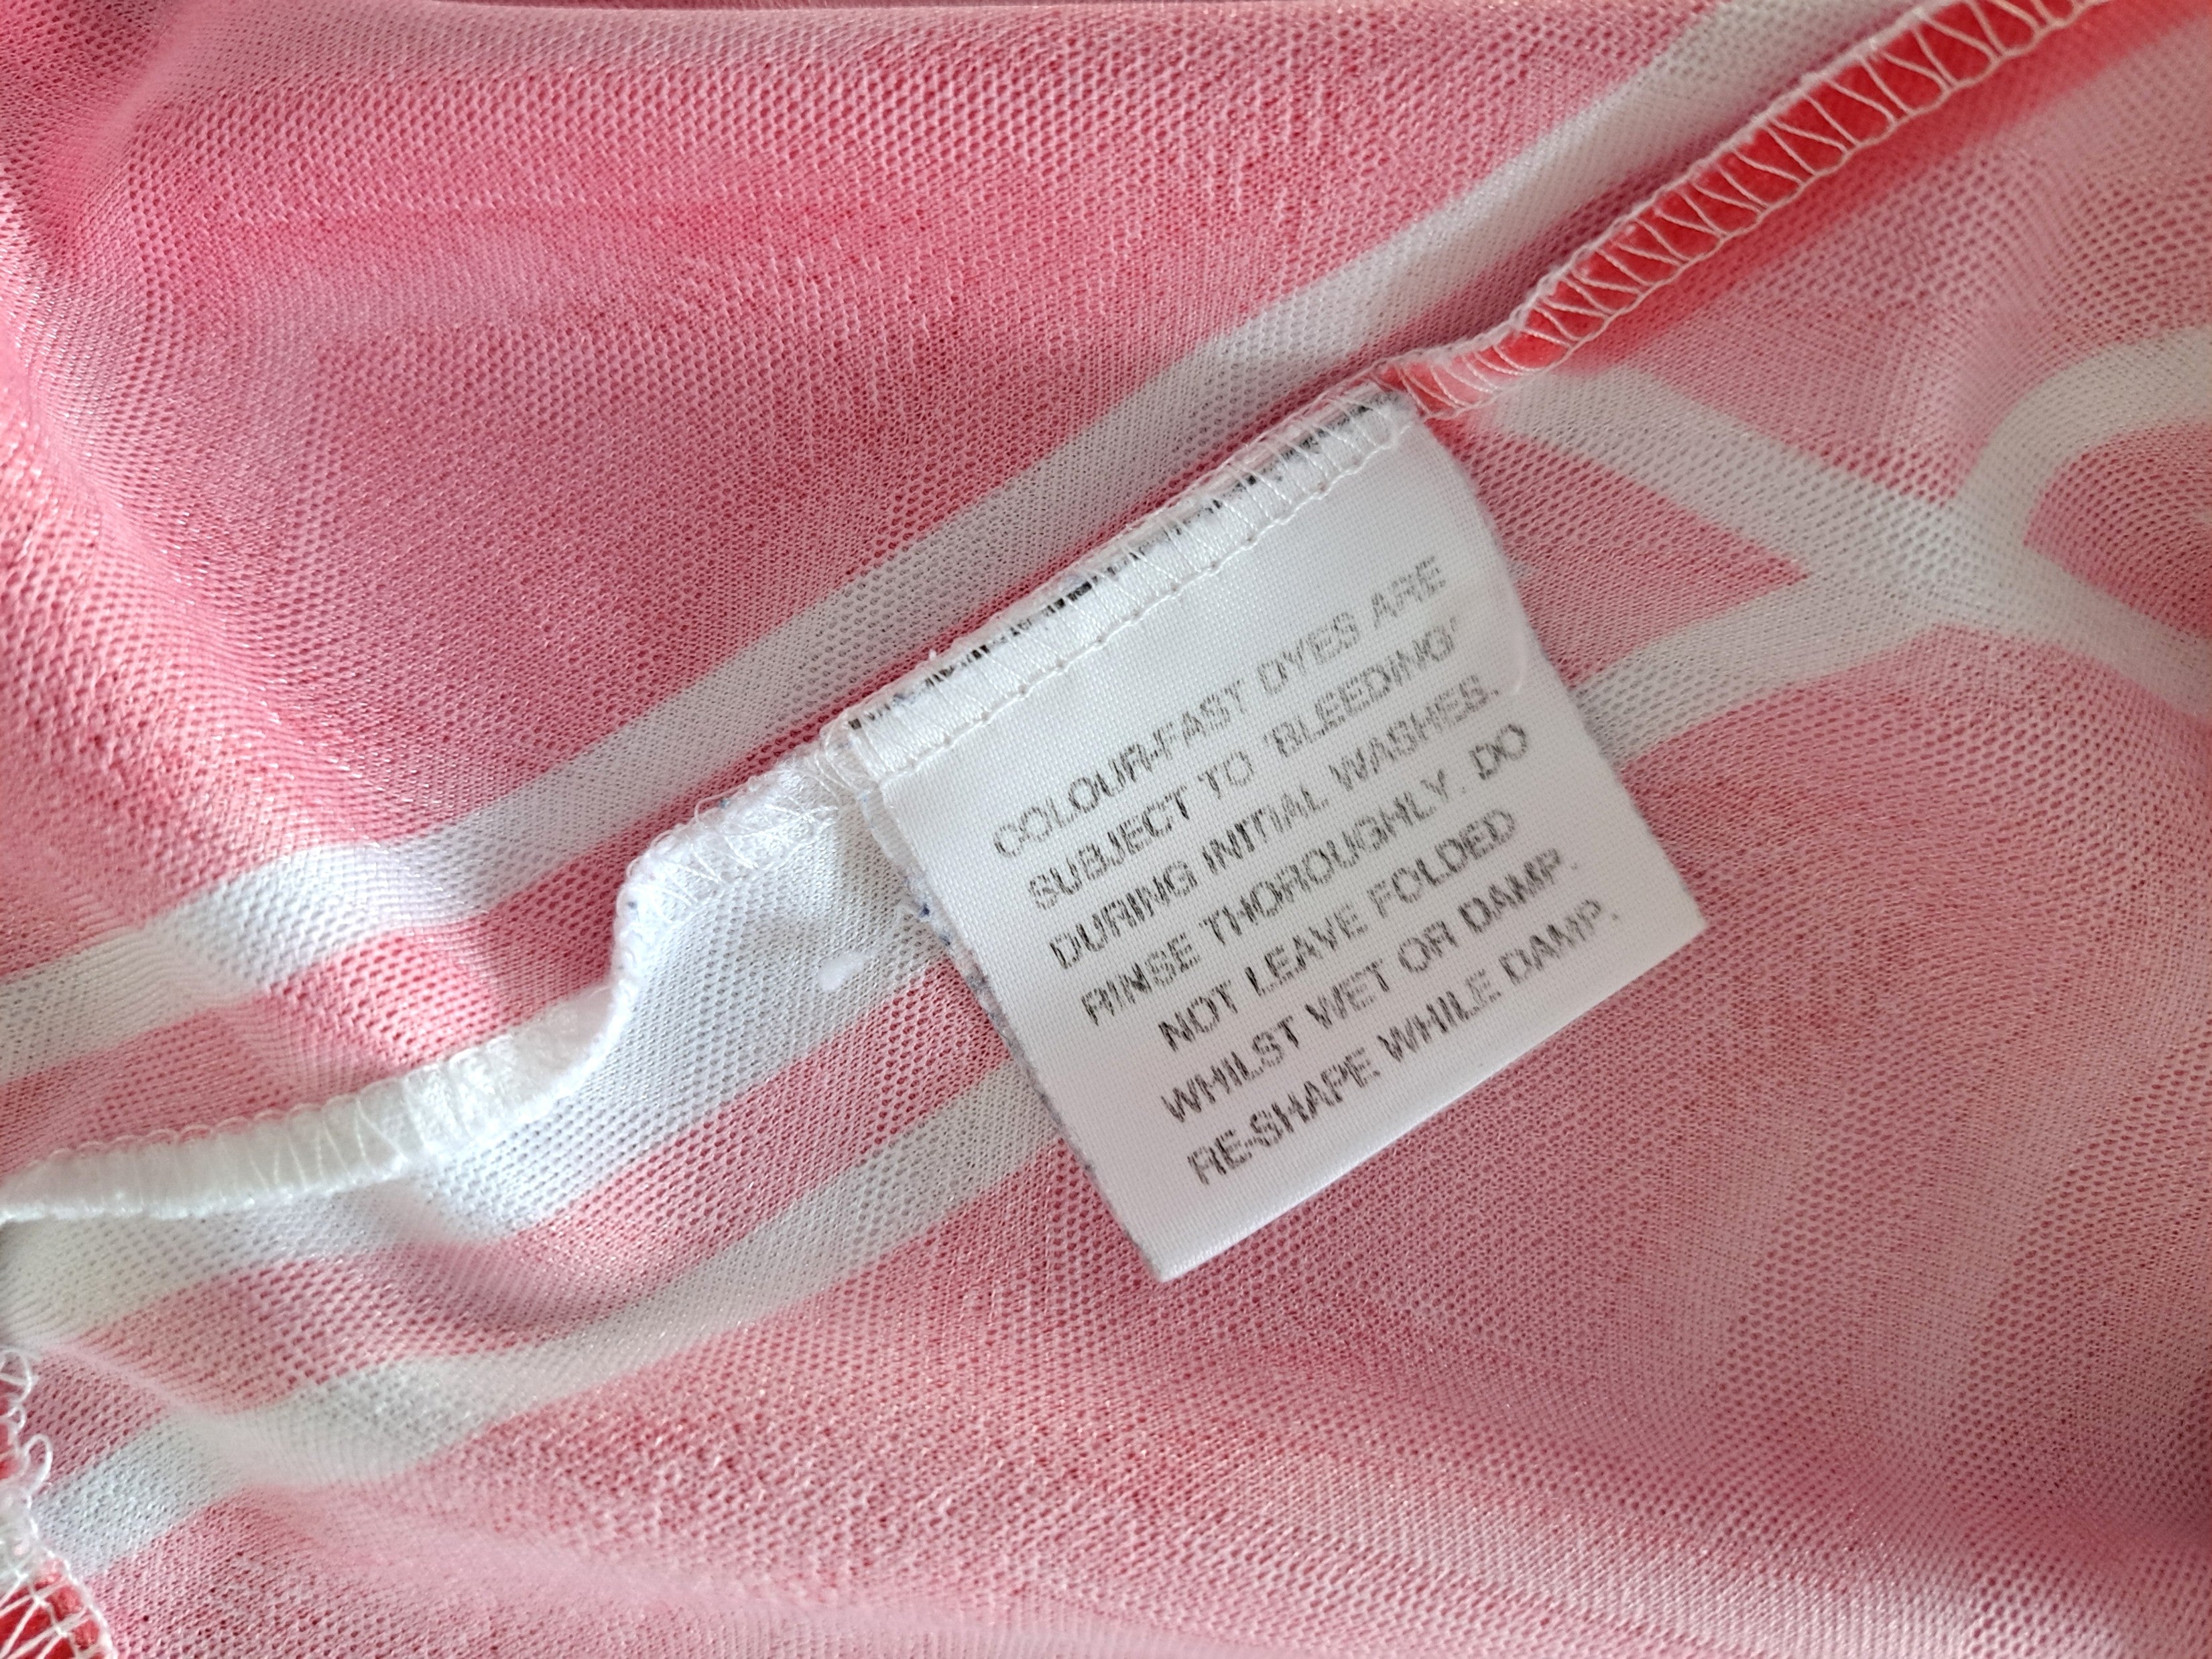 COLOUR-FAST DYES ARE
SUBJECT TO 'BLEEDING'
DURING INITIAL WASHES.
RINSE THOROUGHLY. DO
NOT LEAVE FOLDED
WHILST WET OR DAMP.
RE-SHAPE WHILE DAMP.